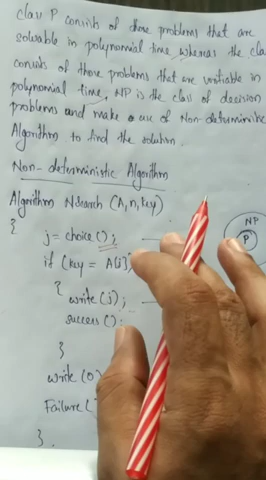 class P consists of those problems that are
solvable in polynomial time, whereas the cla
consists of those problems that are verifiable in
polynomial time. NP is the class of decision
problems and make a use of Non-deterministic
Algorithm to find the solution.
Non-deterministic Algorithm
Algorithm Nsearch (A, n, key)
{
j = choice();
if (key = A[j]
{ write (j);
success();
}
write (0)
Failure (
}.
NP
P